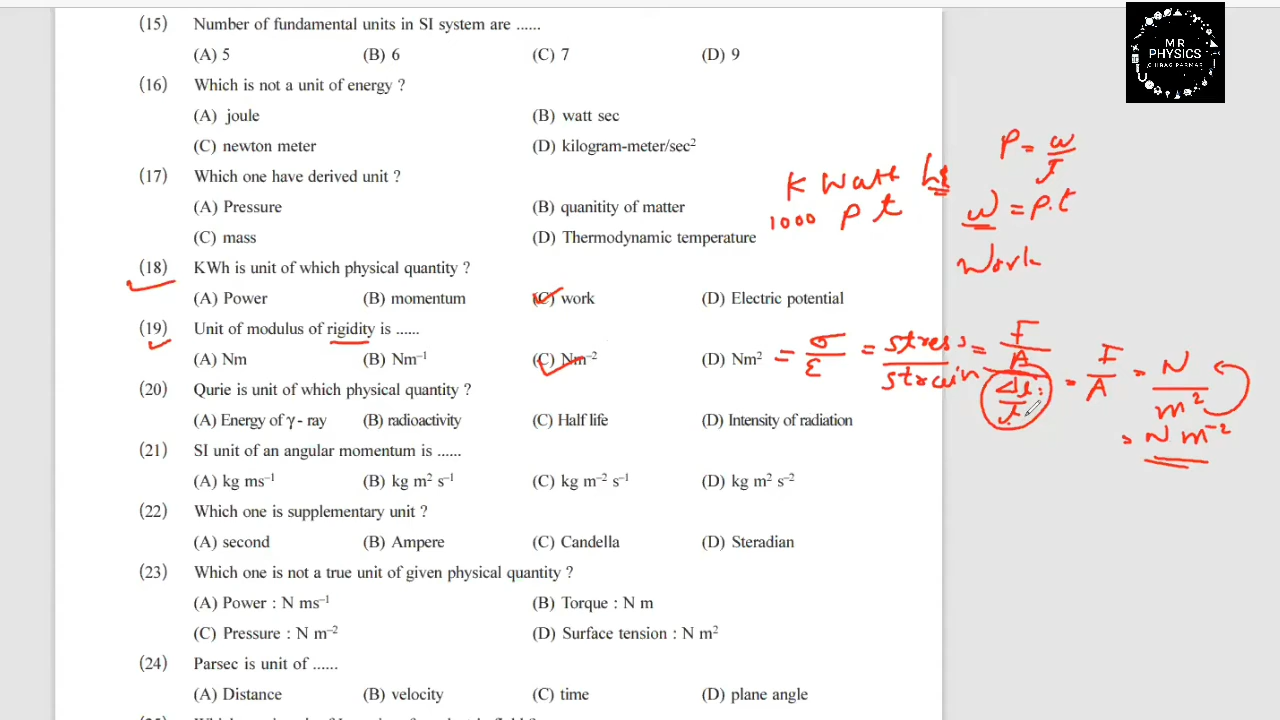 (15) Number of fundamental units in SI system are ......
(A) 5 (B) 6 (C) 7 (D) 9
(16) Which is not a unit of energy ?
(A) joule (B) watt sec
(C) newton meter (D) kilogram-meter/sec²
(17) Which one have derived unit ?
(A) Pressure (B) quanitity of matter
(C) mass (D) Thermodynamic temperature
(18) KWh is unit of which physical quantity ?
(A) Power (B) momentum (C) work (D) Electric potential
(19) Unit of modulus of rigidity is ......
(A) Nm (B) Nm⁻¹ (C) Nm⁻² (D) Nm²
(20) Qurie is unit of which physical quantity ?
(A) Energy of γ - ray (B) radioactivity (C) Half life (D) Intensity of radiation
(21) SI unit of an angular momentum is ......
(A) kg ms⁻¹ (B) kg m² s⁻¹ (C) kg m⁻² s⁻¹ (D) kg m² s⁻²
(22) Which one is supplementary unit ?
(A) second (B) Ampere (C) Candella (D) Steradian
(23) Which one is not a true unit of given physical quantity ?
(A) Power : N ms⁻¹ (B) Torque : N m
(C) Pressure : N m⁻² (D) Surface tension : N m²
(24) Parsec is unit of ......
(A) Distance (B) velocity (C) time (D) plane angle
MR
PHYSICS
CHIRAG PARMAR
K Watt hr
1000 P t
P = W/T
W = P.t
Work
= σ/ε = stress/strain = F/A / Δl/l = F/A = N/m²
= N m⁻²